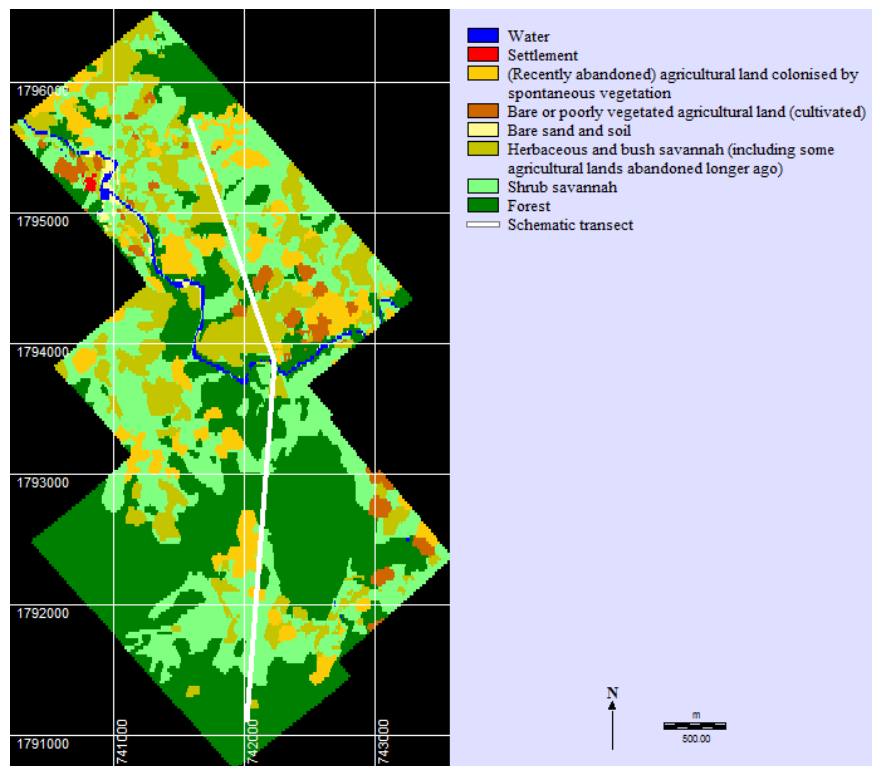 1796000
1795000
1794000
1793000
1792000
1791000
741000
742000
743000
Water
Settlement
(Recently abandoned) agricultural land colonised by
spontaneous vegetation
Bare or poorly vegetated agricultural land (cultivated)
Bare sand and soil
Herbaceous and bush savannah (including some
agricultural lands abandoned longer ago)
Shrub savannah
Forest
Schematic transect
N
m
500.00